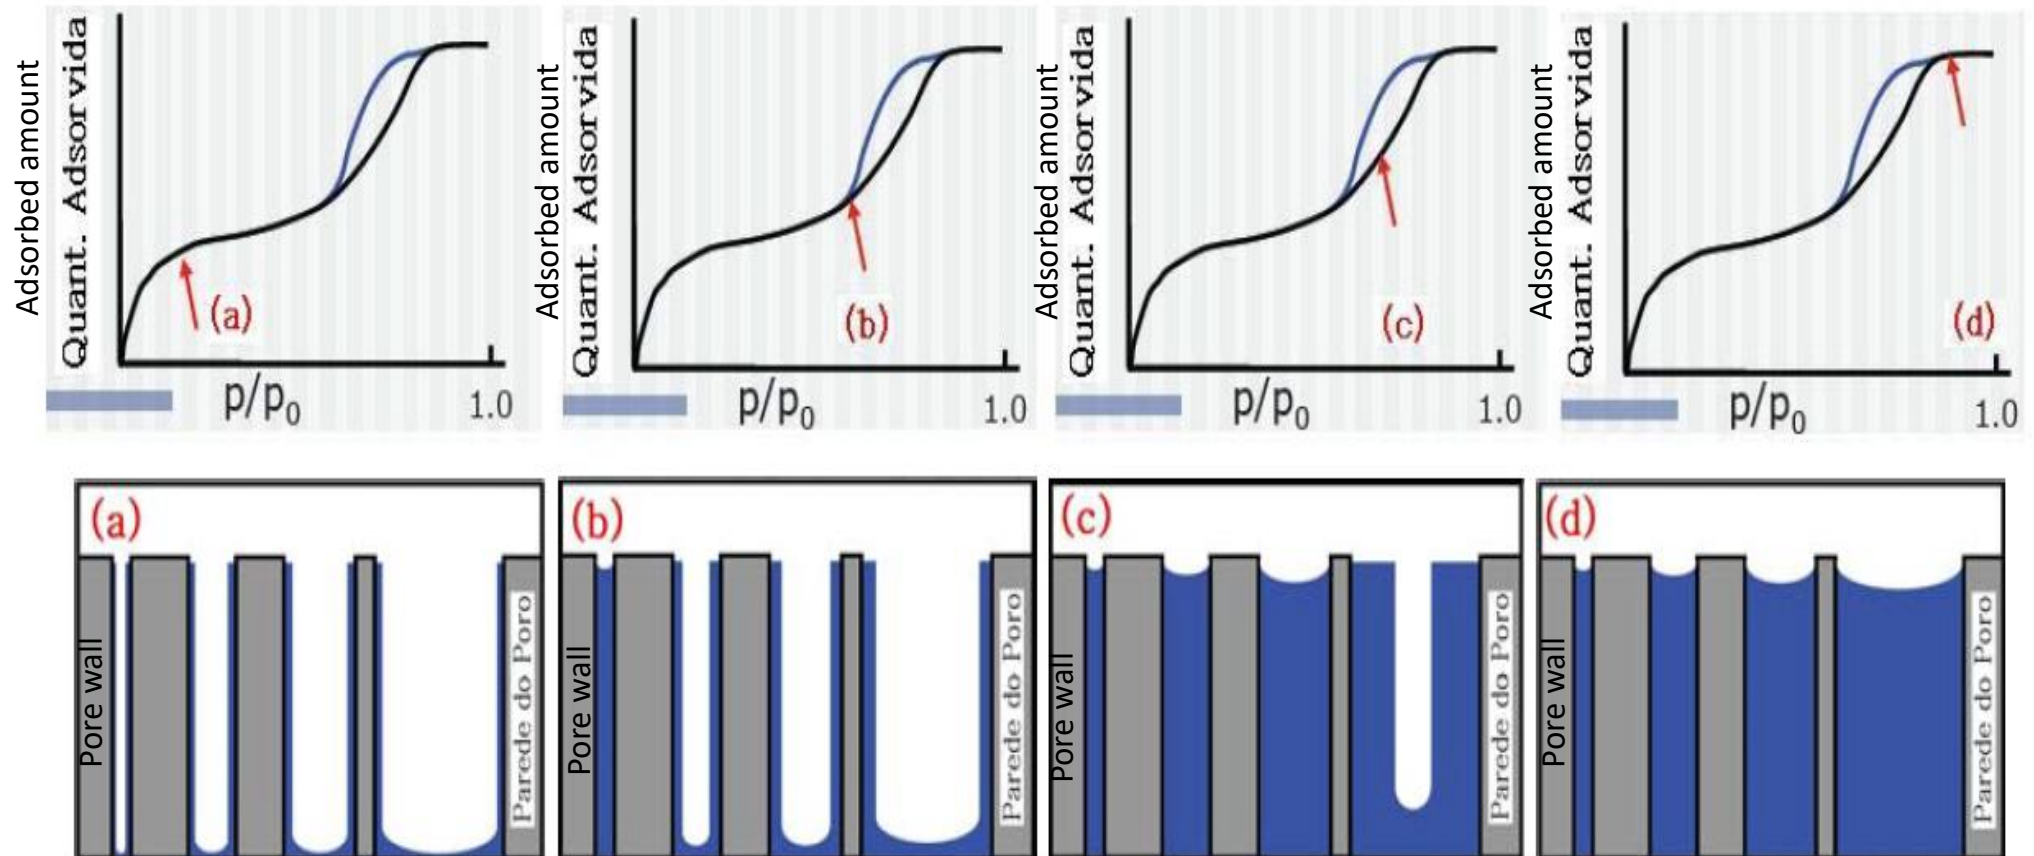 Adsorbed amount
Quant. Adsorvida
(a)
p/p0
1.0
Adsorbed amount
Quant. Adsorvida
(b)
p/p0
1.0
Adsorbed amount
Quant. Adsorvida
(c)
p/p0
1.0
Adsorbed amount
Quant. Adsorvida
(d)
p/p0
1.0
(a)
Pore wall
Parede do Poro
(b)
Pore wall
Parede do Poro
(c)
Pore wall
Parede do Poro
(d)
Pore wall
Parede do Poro